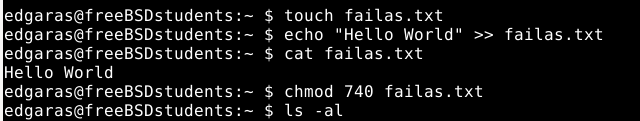 edgaras@freeBSDstudents:~ $ touch failas.txt
edgaras@freeBSDstudents:~ $ echo "Hello World" >> failas.txt
edgaras@freeBSDstudents:~ $ cat failas.txt
Hello World
edgaras@freeBSDstudents:~ $ chmod 740 failas.txt
edgaras@freeBSDstudents:~ $ ls -al